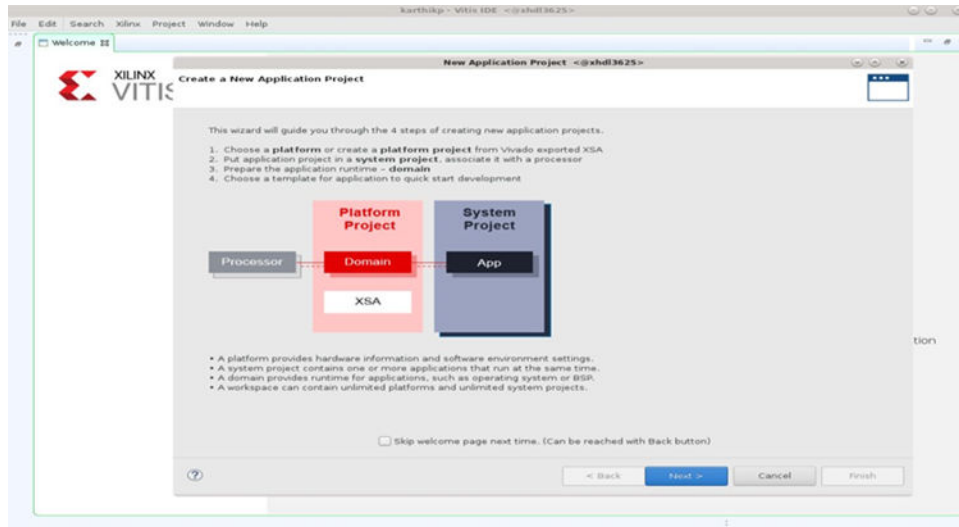 karthikp - Vitis IDE <@xhdl3625>
File Edit Search Xilinx Project Window Help
Welcome
New Application Project <@xhdl3625>
XILINX
VITIS
Create a New Application Project
This wizard will guide you through the 4 steps of creating new application projects.
1. Choose a platform or create a platform project from Vivado exported XSA
2. Put application project in a system project, associate it with a processor
3. Prepare the application runtime - domain
4. Choose a template for application to quick start development
Platform Project
System Project
Processor
Domain
App
XSA
• A platform provides hardware information and software environment settings.
• A system project contains one or more applications that run at the same time.
• A domain provides runtime for applications, such as operating system or BSP.
• A workspace can contain unlimited platforms and unlimited system projects.
tion
Skip welcome page next time. (Can be reached with Back button)
?
< Back Next > Cancel Finish